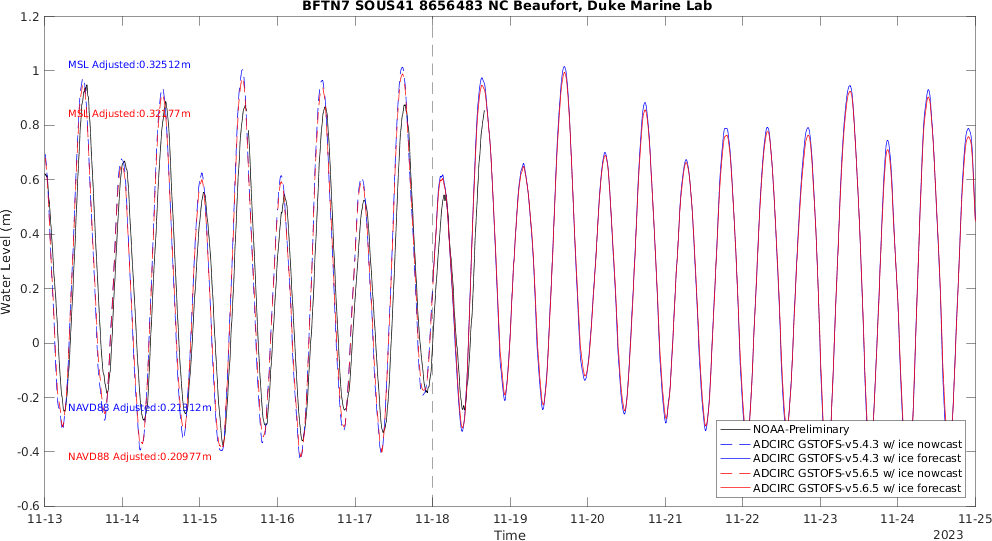 BFTN7 SOUS41 8656483 NC Beaufort, Duke Marine Lab
1.2
1
0.8
0.6
0.4
0.2
0
-0.2
-0.4
-0.6
Water Level (m)
MSL Adjusted:0.32512m
MSL Adjusted:0.32177m
NAVD88 Adjusted:0.21312m
NAVD88 Adjusted:0.20977m
NOAA-Preliminary
ADCIRC GSTOFS-v5.4.3 w/ ice nowcast
ADCIRC GSTOFS-v5.4.3 w/ ice forecast
ADCIRC GSTOFS-v5.6.5 w/ ice nowcast
ADCIRC GSTOFS-v5.6.5 w/ ice forecast
11-13 11-14 11-15 11-16 11-17 11-18 11-19 11-20 11-21 11-22 11-23 11-24 11-25
Time
2023